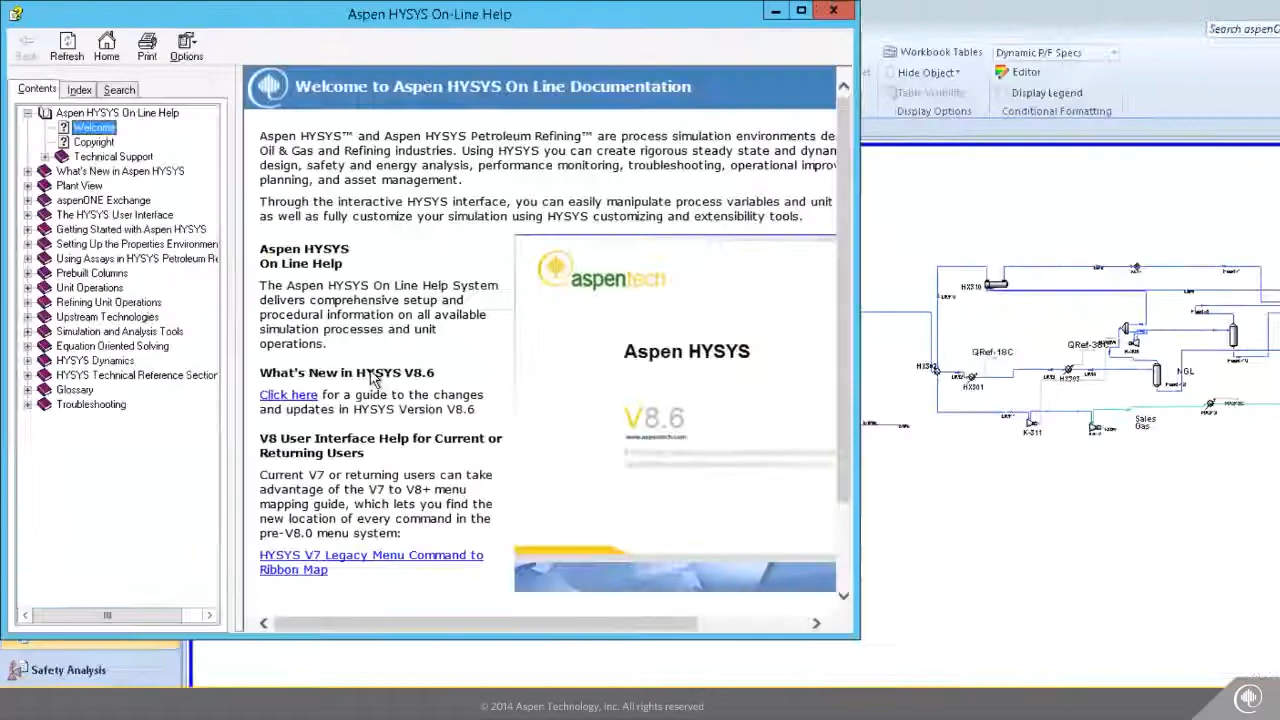 Aspen HYSYS On-Line Help
Search aspenO
Back
Refresh
Home
Print
Options
Workbook Tables
Dynamic P/F Specs
Hide Object
Editor
Table Visibility
Display Legend
Display Options
Conditional Formatting
Contents
Index
Search
Aspen HYSYS On Line Help
Welcome
Copyright
Technical Support
What's New in Aspen HYSYS
Plant View
aspenONE Exchange
The HYSYS User Interface
Getting Started with Aspen HYSYS
Setting Up the Properties Environmen
Using Assays in HYSYS Petroleum Re
Prebuilt Columns
Unit Operations
Refining Unit Operations
Upstream Technologies
Simulation and Analysis Tools
Equation Oriented Solving
HYSYS Dynamics
HYSYS Technical Reference Section
Glossary
Troubleshooting
Welcome to Aspen HYSYS On Line Documentation
Aspen HYSYS™ and Aspen HYSYS Petroleum Refining™ are process simulation environments de
Oil & Gas and Refining industries. Using HYSYS you can create rigorous steady state and dynan
design, safety and energy analysis, performance monitoring, troubleshooting, operational improv
planning, and asset management.
Through the interactive HYSYS interface, you can easily manipulate process variables and unit
as well as fully customize your simulation using HYSYS customizing and extensibility tools.
Aspen HYSYS
On Line Help
The Aspen HYSYS On Line Help System
delivers comprehensive setup and
procedural information on all available
simulation processes and unit
operations.
What's New in HYSYS V8.6
Click here for a guide to the changes
and updates in HYSYS Version V8.6
V8 User Interface Help for Current or
Returning Users
Current V7 or returning users can take
advantage of the V7 to V8+ menu
mapping guide, which lets you find the
new location of every command in the
pre-V8.0 menu system:
HYSYS V7 Legacy Menu Command to
Ribbon Map
aspentech
Aspen HYSYS
V8.6
www.aspentech.com
HX310
QRef-18C
HX301
NGL
Sales
Gas
K-311
Safety Analysis
© 2014 Aspen Technology, inc. All rights reserved